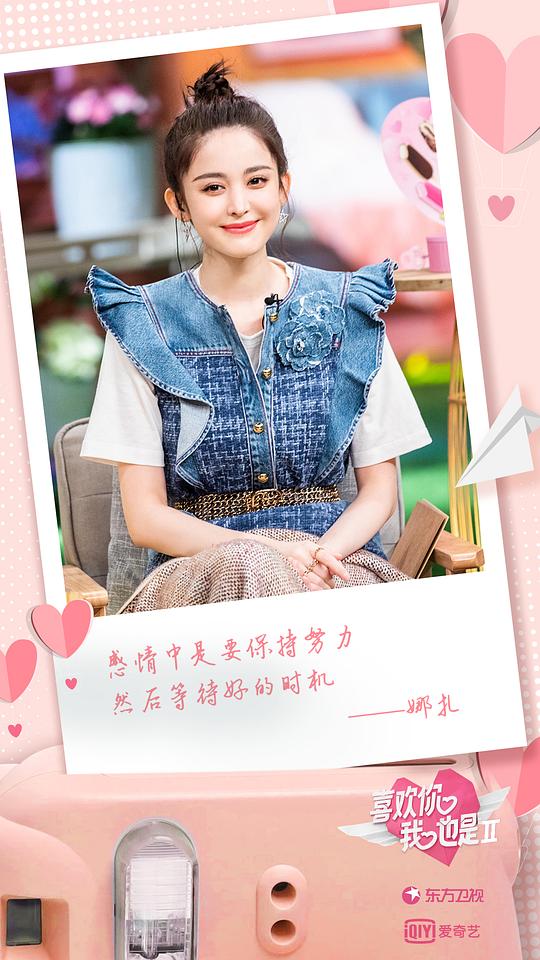 感情中是要保持努力
然后等待好的时机
——娜扎
喜欢你
我也是II
东方卫视
iQIYI 爱奇艺